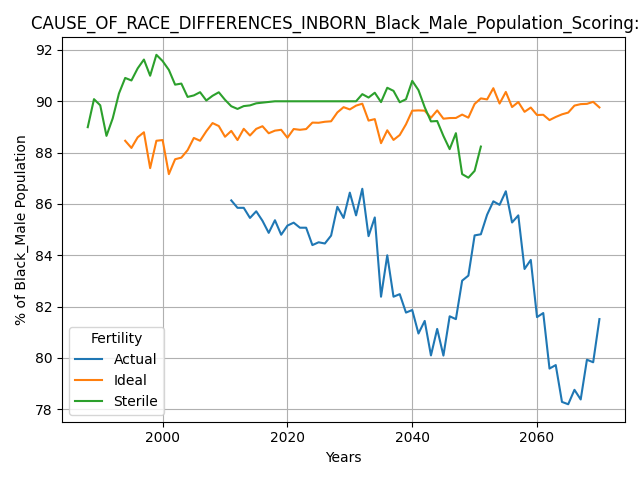 CAUSE_OF_RACE_DIFFERENCES_INBORN_Black_Male_Population_Scoring:
92
90
88
86
84
82
80
78
% of Black_Male Population
Fertility
Actual
Ideal
Sterile
2000 2020 2040 2060
Years